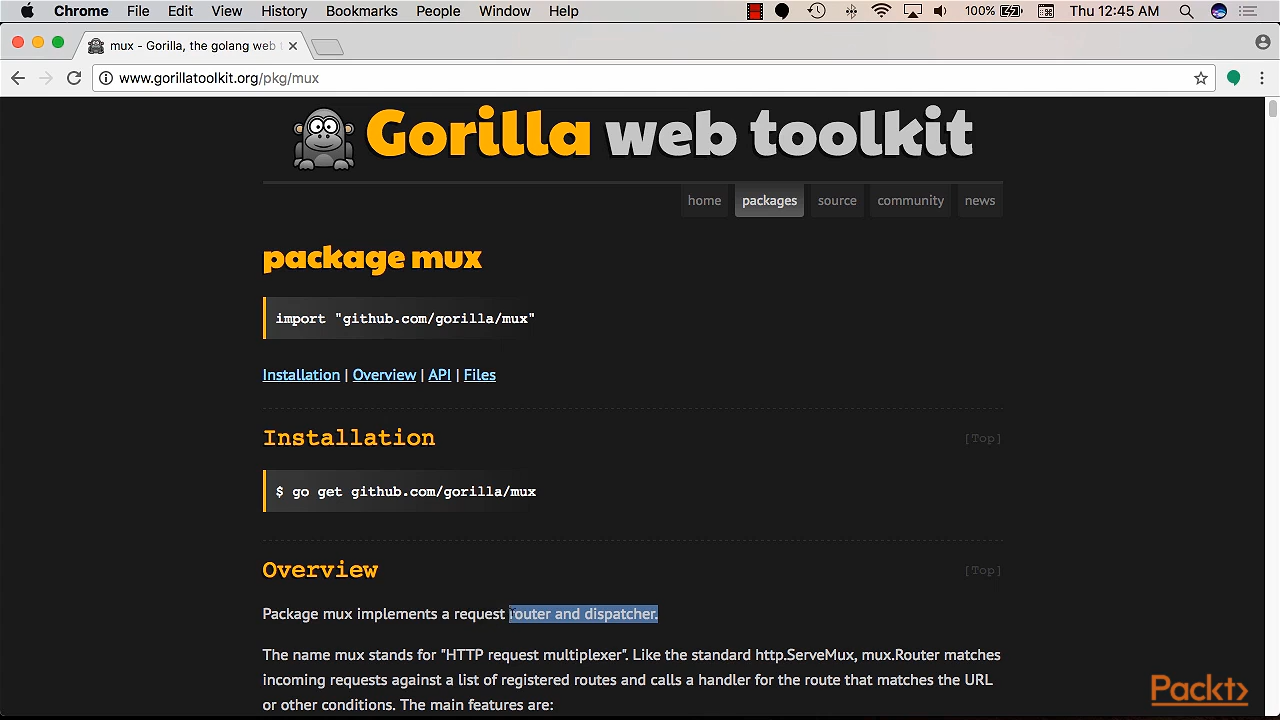 Chrome File Edit View History Bookmarks People Window Help 100% Thu 12:45 AM
mux - Gorilla, the golang web
www.gorillatoolkit.org/pkg/mux
Gorilla web toolkit
home packages source community news
package mux
import "github.com/gorilla/mux"
Installation | Overview | API | Files
Installation [Top]
$ go get github.com/gorilla/mux
Overview [Top]
Package mux implements a request router and dispatcher.
The name mux stands for "HTTP request multiplexer". Like the standard http.ServeMux, mux.Router matches
incoming requests against a list of registered routes and calls a handler for the route that matches the URL
or other conditions. The main features are:
Packt>